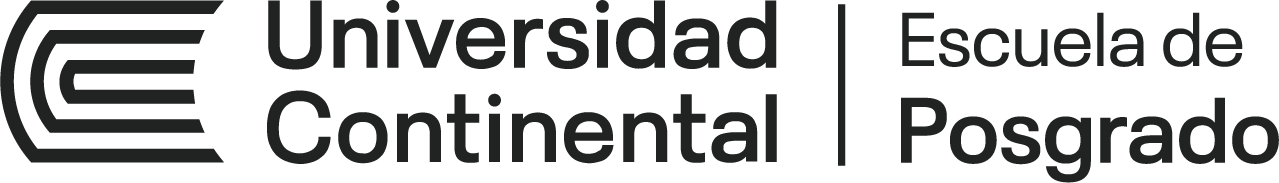 Universidad
Continental
Escuela de
Posgrado